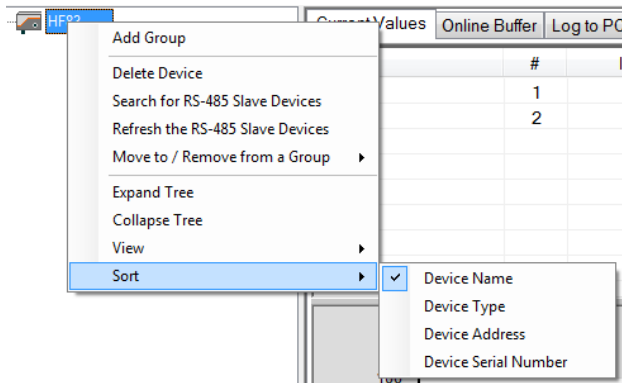 HF82
Current Values
Online Buffer
Log to PC
Add Group
Delete Device
Search for RS-485 Slave Devices
Refresh the RS-485 Slave Devices
Move to / Remove from a Group
Expand Tree
Collapse Tree
View
Sort
#
1
2
Device Name
Device Type
Device Address
Device Serial Number